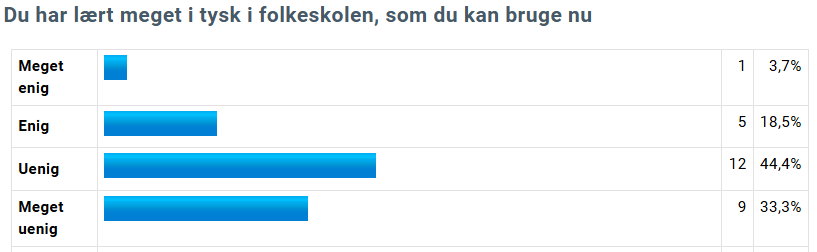 Du har lært meget i tysk i folkeskolen, som du kan bruge nu
Meget
enig
1 3,7%
Enig 5 18,5%
Uenig 12 44,4%
Meget
uenig
9 33,3%